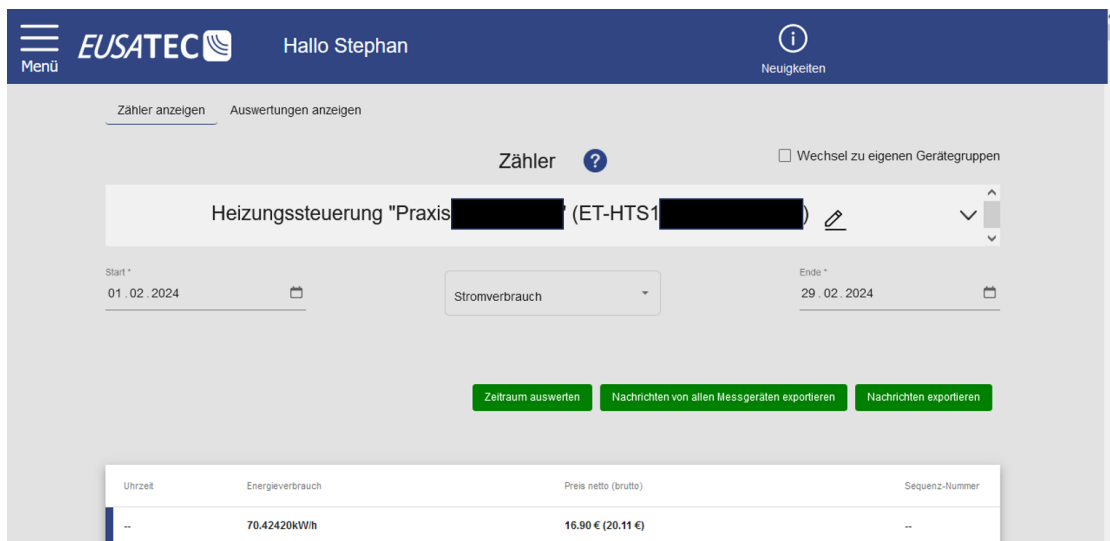 Menü
EUSATEC
Hallo Stephan
Neuigkeiten
Zähler anzeigen Auswertungen anzeigen
Zähler ? Wechsel zu eigenen Gerätegruppen
Heizungssteuerung "Praxis ' (ET-HTS1 )
Start * Ende *
01.02.2024 Stromverbrauch 29.02.2024
Zeitraum auswerten Nachrichten von allen Messgeräten exportieren Nachrichten exportieren
Uhrzeit Energieverbrauch Preis netto (brutto) Sequenz-Nummer
-- 70.42420kW/h 16.90 € (20.11 €) --